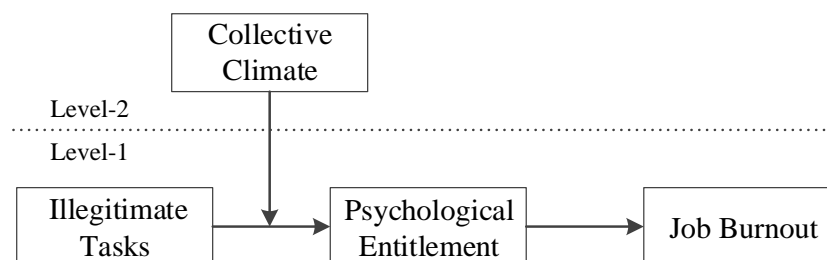 Collective
Climate
Level-2
Level-1
Illegitimate
Tasks
Psychological
Entitlement
Job Burnout